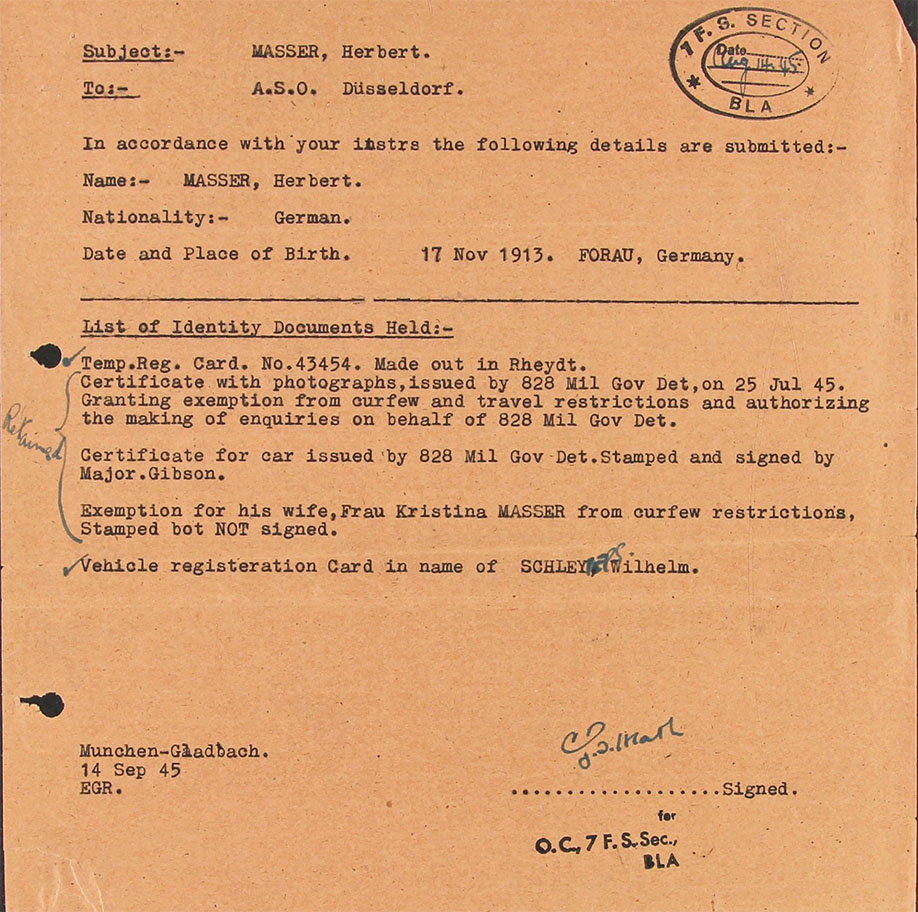 Subject:- MASSER, Herbert.
7 F. S. SECTION
Date
Aug 14. 45
BLA
To:- A.S.O. Düsseldorf.
In accordance with your instrs the following details are submitted:-
Name:- MASSER, Herbert.
Nationality:- German.
Date and Place of Birth. 17 Nov 1913. FORAU, Germany.
List of Identity Documents Held:-
Temp.Reg. Card. No.43454. Made out in Rheydt.
Certificate with photographs,issued by 828 Mil Gov Det,on 25 Jul 45.
Granting exemption from curfew and travel restrictions and authorizing
the making of enquiries on behalf of 828 Mil Gov Det.
Retained
Certificate for car issued by 828 Mil Gov Det.Stamped and signed by
Major.Gibson.
Exemption for his wife,Frau Kristina MASSER from curfew restrictions,
Stamped bot NOT signed.
Vehicle registeration Card in name of SCHLEY, Wilhelm.
Munchen-Gladbach.
14 Sep 45
EGR.
....................Signed.
for
O.C., 7 F. S. Sec.,
BLA